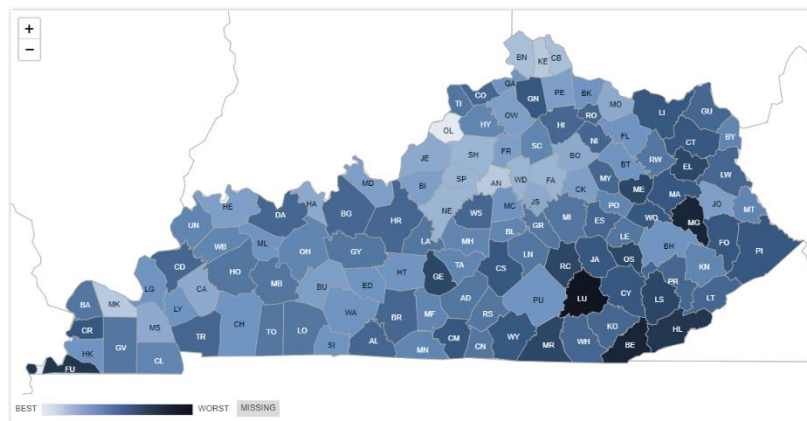 +
−
BN KE CB
GA
TI CO GN PE BK MO
OL HY OW HI RO LI GU
JE SH FR SC NI FL CT BY
MD BI SP AN WD FA BO MY BT RW EL LW
HE DA HA BG HR NE WS MC JS CK ME MA JO MT
UN WB ML OH GY LA MH BL GR MI ES PO WO MG
CD HO MB BU ED HT GE TA CS LN RC JA LE OS BH FO PI
LG LY CA AD PU LU CY LS PR KN LT
BA MK MS CH TO LO WA BR MF RS WY KO HL
CR GV TR SI AL MN CM CN MR WH BE
HK CL
FU
BEST WORST MISSING